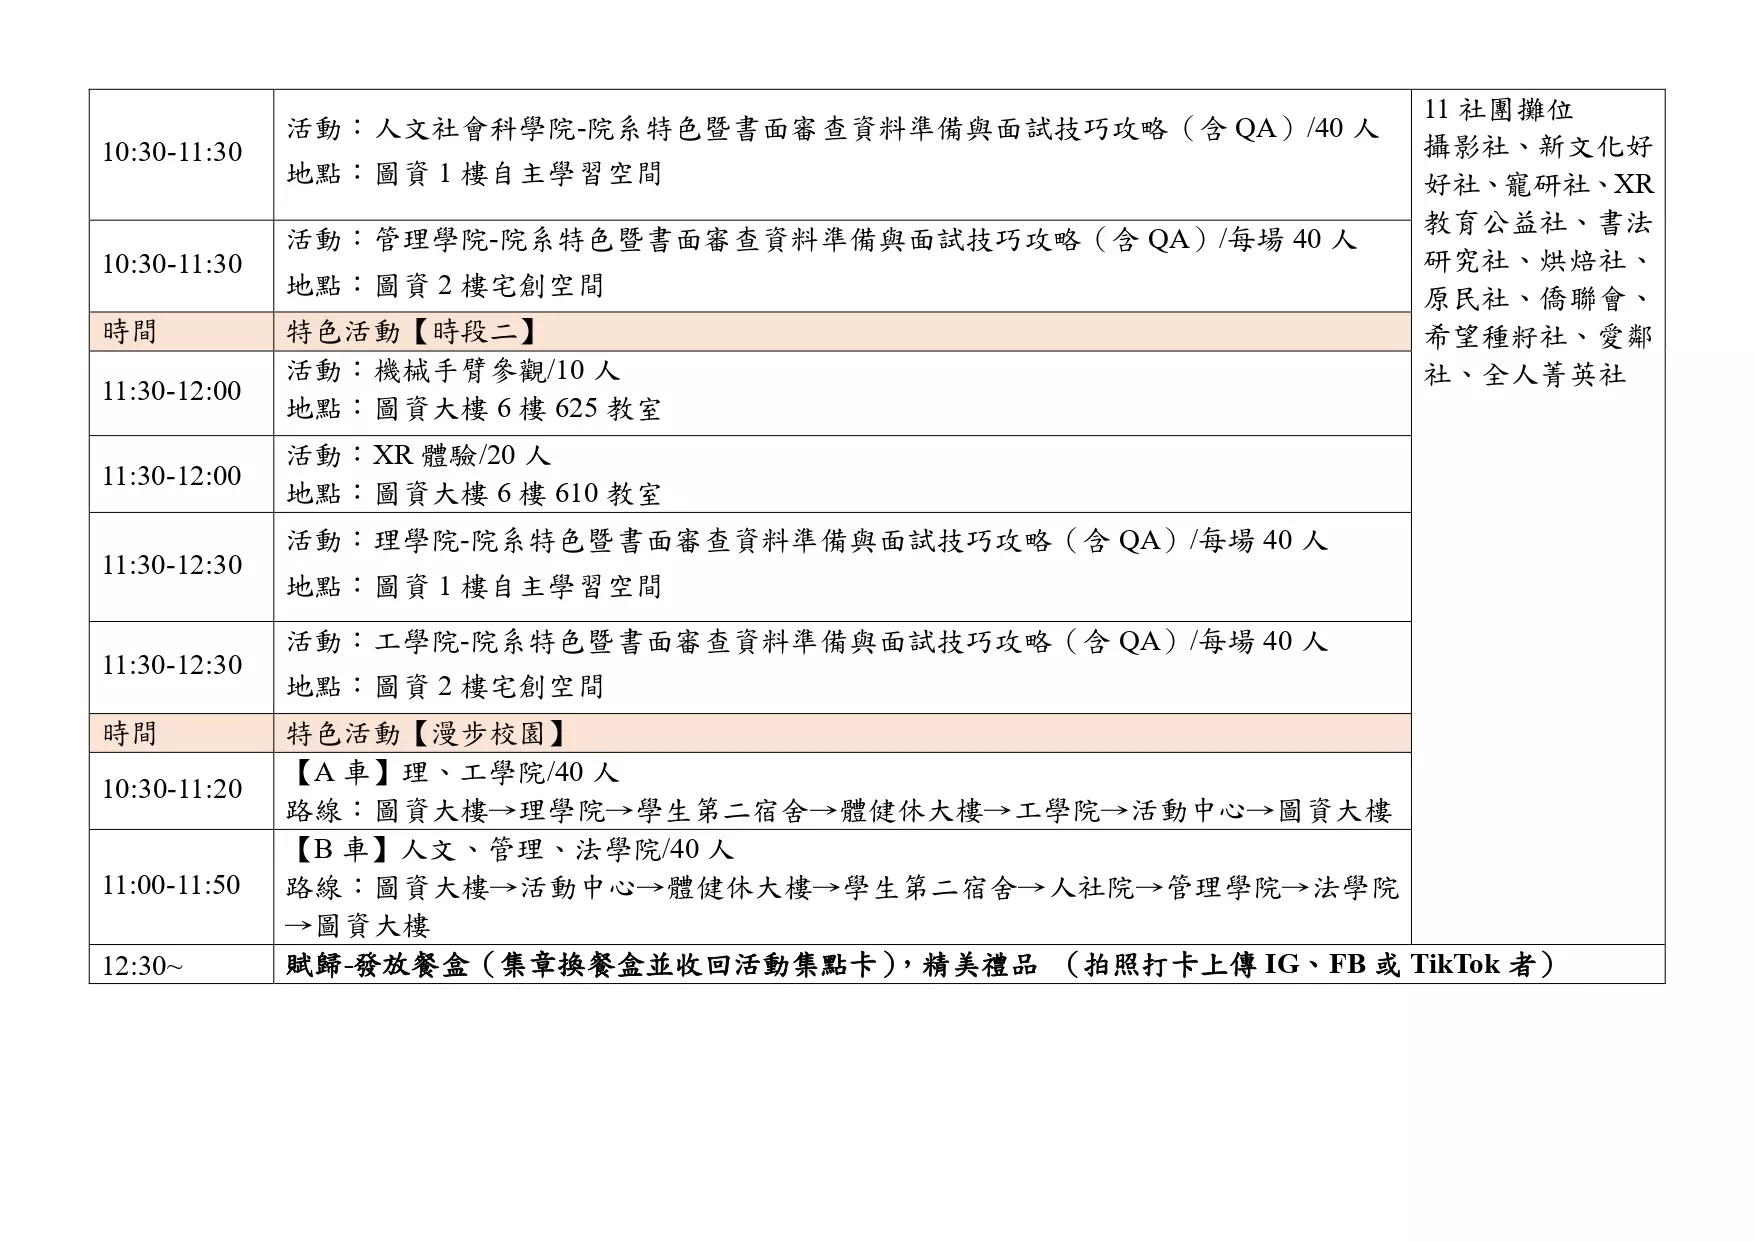 10:30-11:30
活動：人文社會科學院-院系特色暨書面審查資料準備與面試技巧攻略（含 QA）/40 人
地點：圖資 1 樓自主學習空間
10:30-11:30
活動：管理學院-院系特色暨書面審查資料準備與面試技巧攻略（含 QA）/每場 40 人
地點：圖資 2 樓宅創空間
時間
特色活動【時段二】
11:30-12:00
活動：機械手臂參觀/10 人
地點：圖資大樓 6 樓 625 教室
11:30-12:00
活動：XR 體驗/20 人
地點：圖資大樓 6 樓 610 教室
11:30-12:30
活動：理學院-院系特色暨書面審查資料準備與面試技巧攻略（含 QA）/每場 40 人
地點：圖資 1 樓自主學習空間
11:30-12:30
活動：工學院-院系特色暨書面審查資料準備與面試技巧攻略（含 QA）/每場 40 人
地點：圖資 2 樓宅創空間
時間
特色活動【漫步校園】
10:30-11:20
【A 車】理、工學院/40 人
路線：圖資大樓→理學院→學生第二宿舍→體健休大樓→工學院→活動中心→圖資大樓
11:00-11:50
【B 車】人文、管理、法學院/40 人
路線：圖資大樓→活動中心→體健休大樓→學生第二宿舍→人社院→管理學院→法學院
→圖資大樓
11 社團攤位
攝影社、新文化好
好社、寵研社、XR
教育公益社、書法
研究社、烘焙社、
原民社、僑聯會、
希望種籽社、愛鄰
社、全人菁英社
12:30~
賦歸-發放餐盒（集章換餐盒並收回活動集點卡），精美禮品 （拍照打卡上傳 IG、FB 或 TikTok 者）